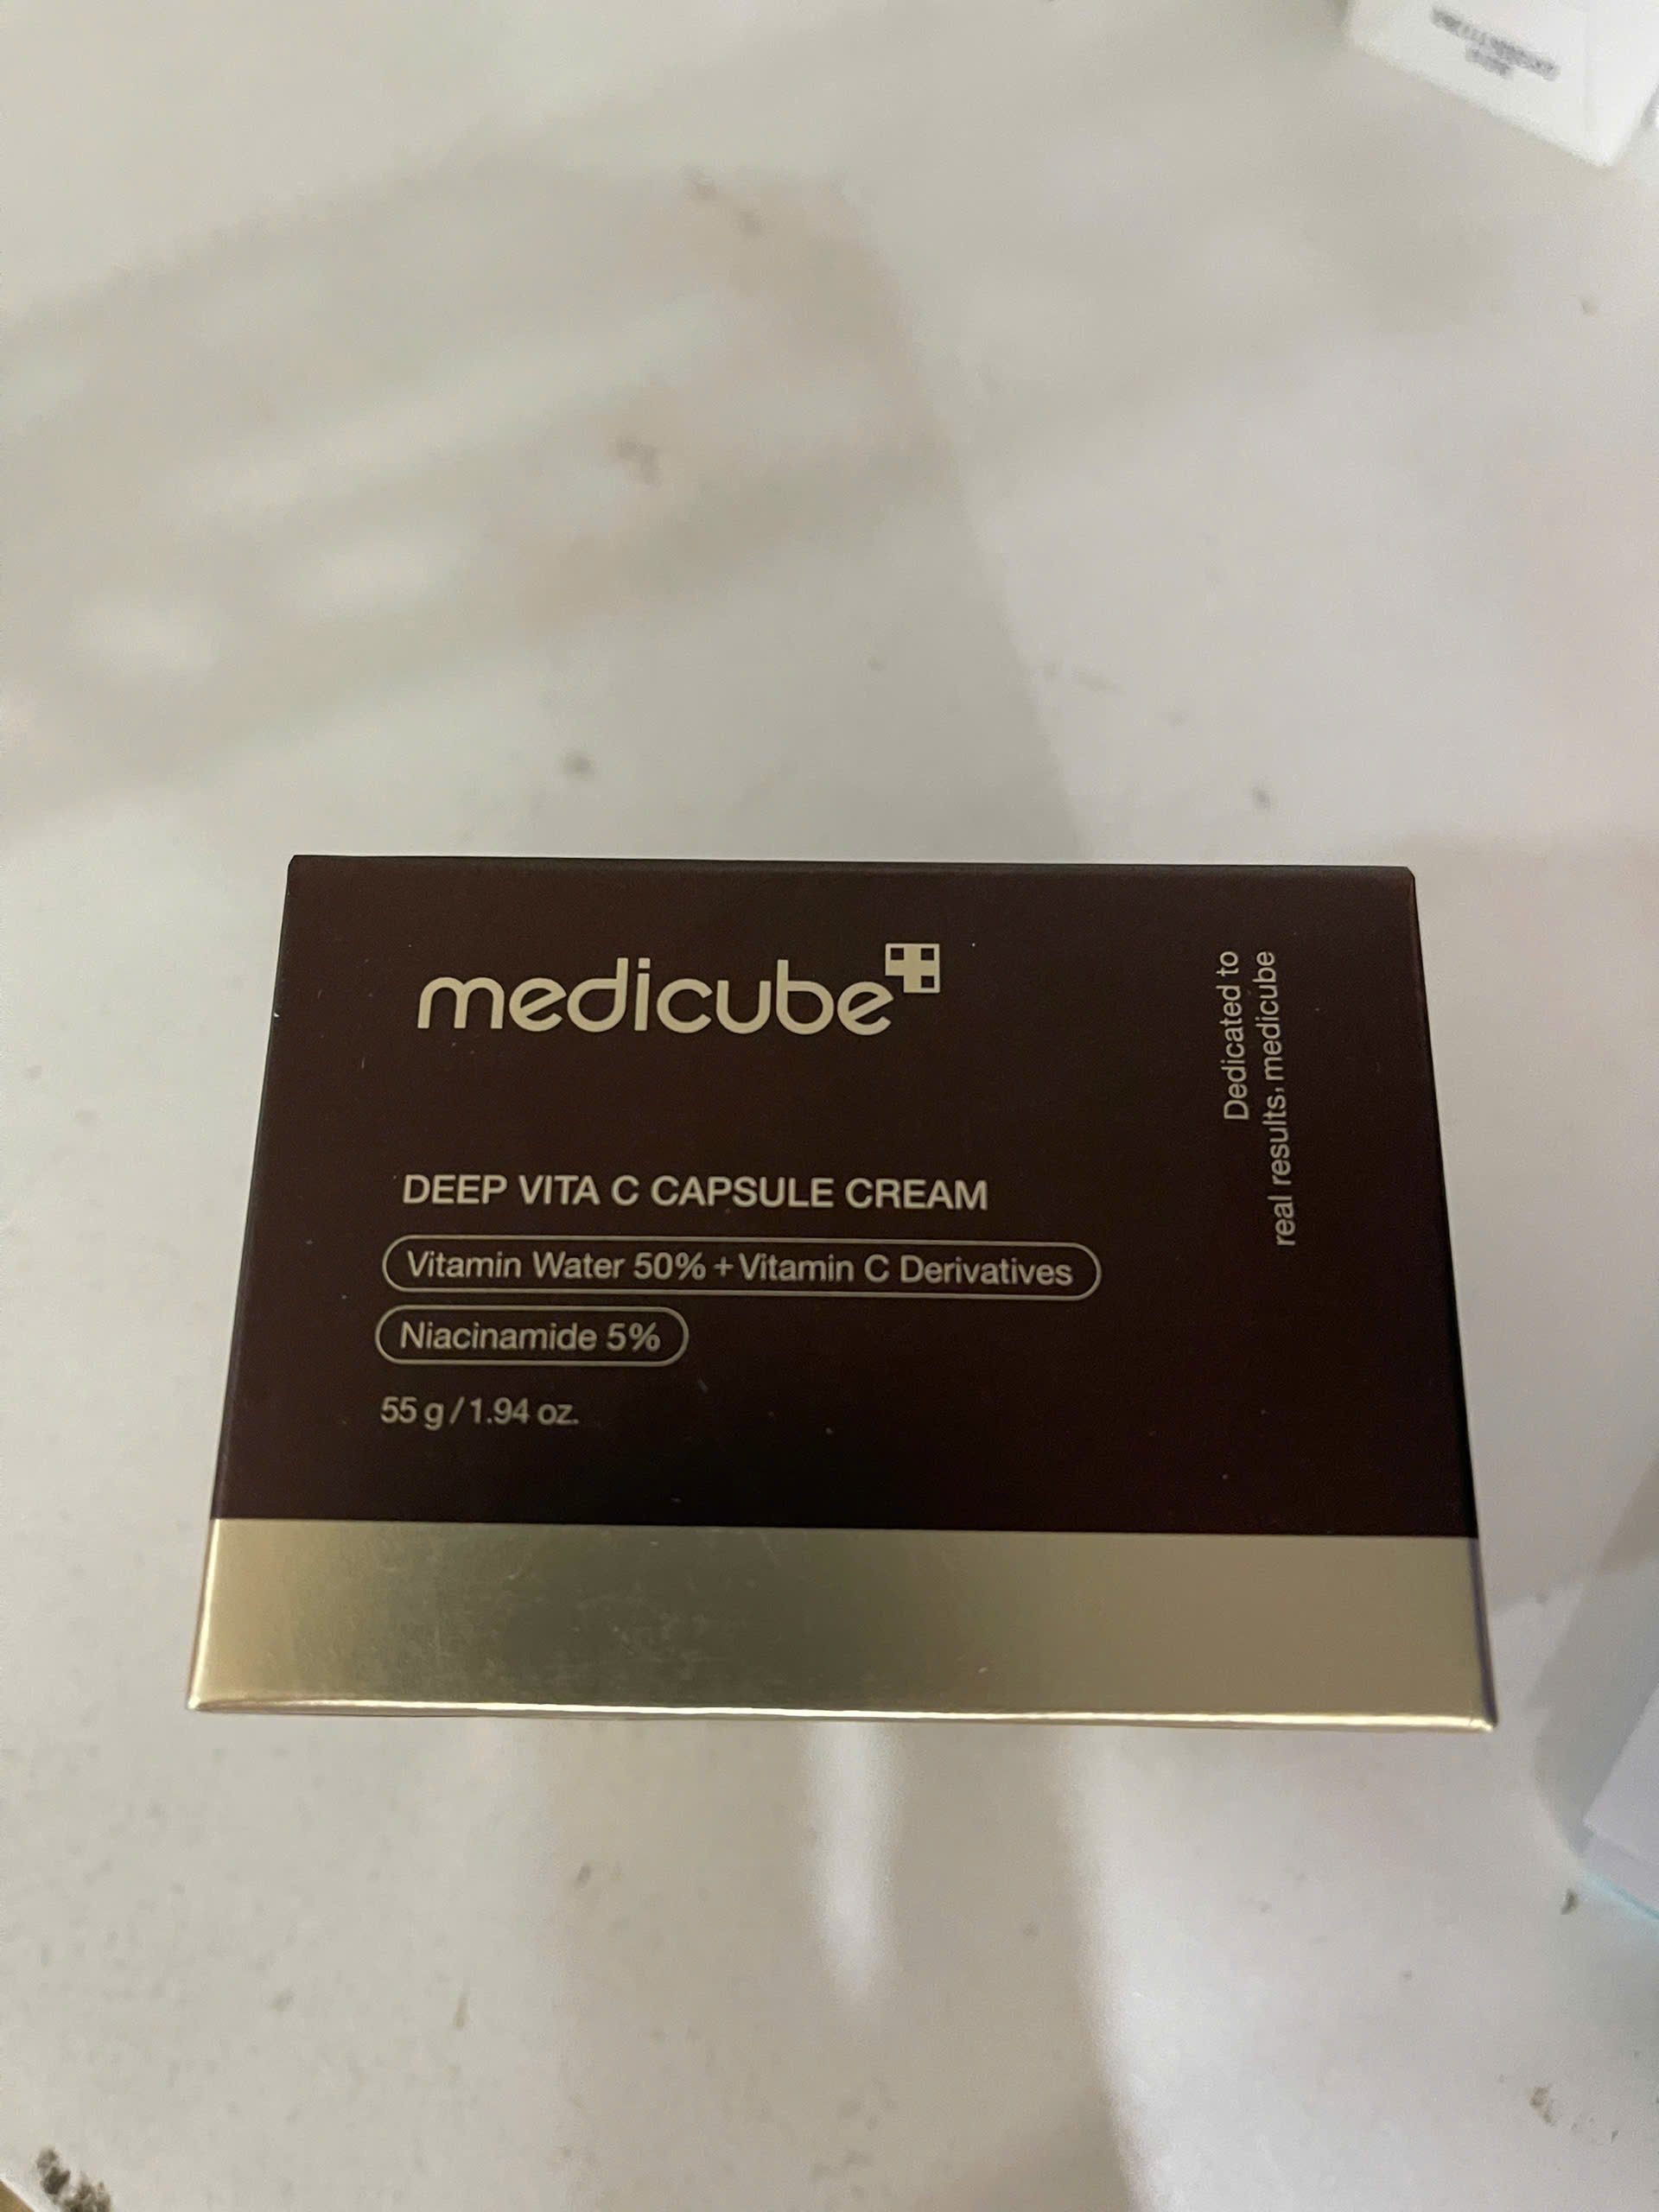 medicube
DEEP VITA C CAPSULE CREAM
Vitamin Water 50% + Vitamin C Derivatives
Niacinamide 5%
55 g / 1.94 oz.
Dedicated to
real results, medicube